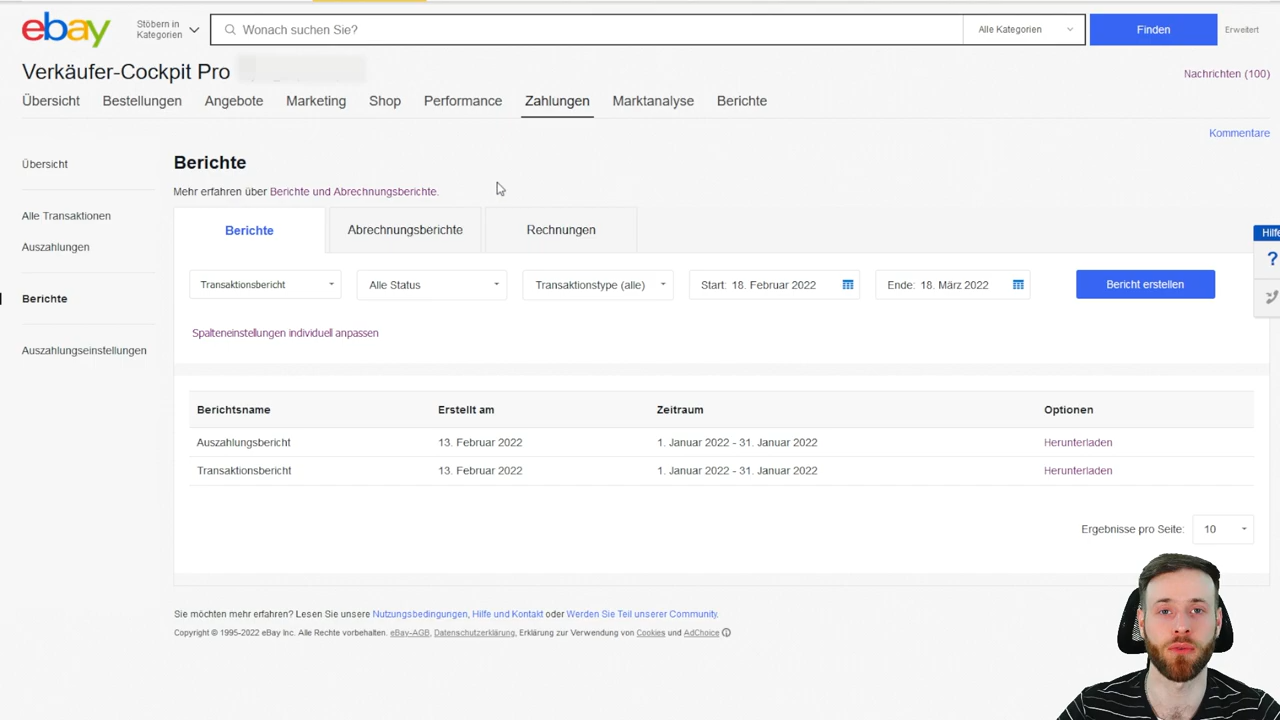 ebay
Stöbern in
Kategorien
Wonach suchen Sie?
Alle Kategorien
Finden
Erweitert
Verkäufer-Cockpit Pro
Nachrichten (100)
Übersicht
Bestellungen
Angebote
Marketing
Shop
Performance
Zahlungen
Marktanalyse
Berichte
Kommentare
Übersicht
Alle Transaktionen
Auszahlungen
Berichte
Auszahlungseinstellungen
Berichte
Mehr erfahren über Berichte und Abrechnungsberichte.
Berichte
Abrechnungsberichte
Rechnungen
Transaktionsbericht
Alle Status
Transaktionstype (alle)
Start: 18. Februar 2022
Ende: 18. März 2022
Bericht erstellen
Hilfe
?
Spalteneinstellungen individuell anpassen
Berichtsname Erstellt am Zeitraum Optionen
Auszahlungsbericht 13. Februar 2022 1. Januar 2022 - 31. Januar 2022 Herunterladen
Transaktionsbericht 13. Februar 2022 1. Januar 2022 - 31. Januar 2022 Herunterladen
Ergebnisse pro Seite: 10
Sie möchten mehr erfahren? Lesen Sie unsere Nutzungsbedingungen, Hilfe und Kontakt oder Werden Sie Teil unserer Community.
Copyright © 1995-2022 eBay Inc. Alle Rechte vorbehalten. eBay-AGB, Datenschutzerklärung, Erklärung zur Verwendung von Cookies und AdChoice